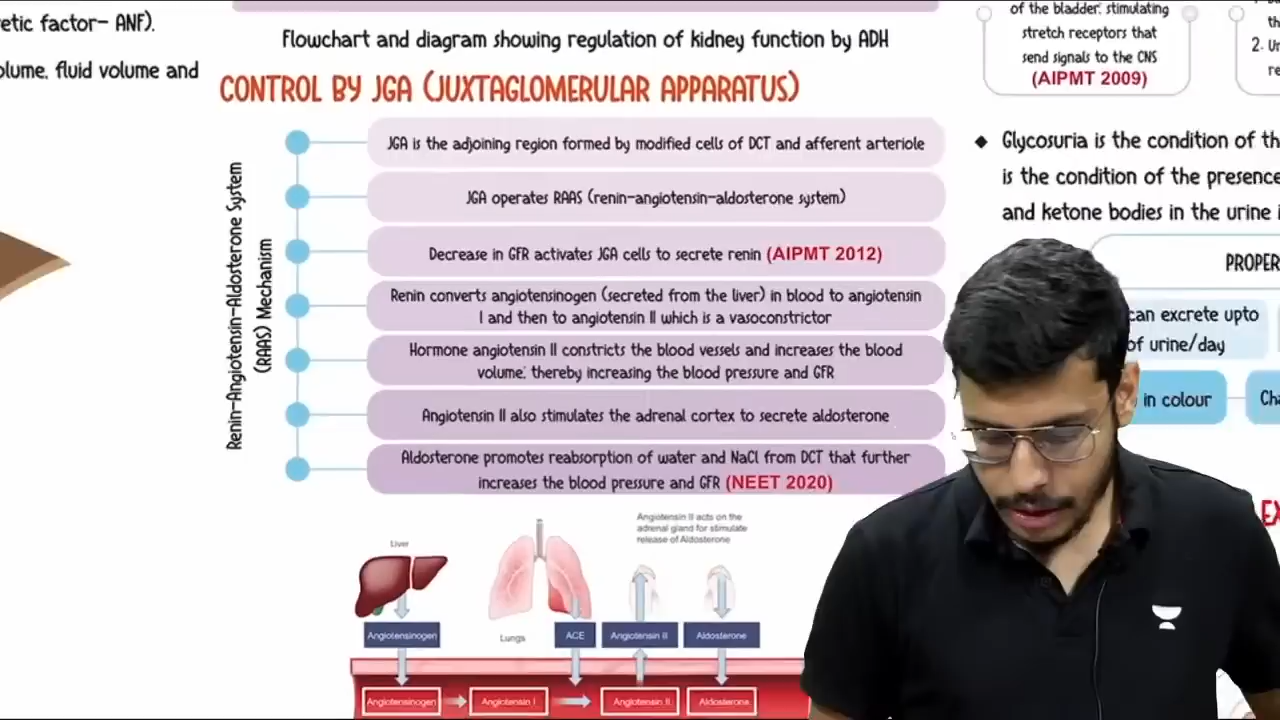 etic factor- ANF).
olume, fluid volume and
Flowchart and diagram showing regulation of kidney function by ADH
CONTROL BY JGA (JUXTAGLOMERULAR APPARATUS)
Renin-Angiotensin-Aldosterone System
(RAAS) Mechanism
JGA is the adjoining region formed by modified cells of DCT and afferent arteriole
JGA operates RAAS (renin-angiotensin-aldosterone system)
Decrease in GFR activates JGA cells to secrete renin (AIPMT 2012)
Renin converts angiotensinogen (secreted from the liver) in blood to angiotensin
I and then to angiotensin II which is a vasoconstrictor
Hormone angiotensin II constricts the blood vessels and increases the blood
volume; thereby increasing the blood pressure and GFR
Angiotensin II also stimulates the adrenal cortex to secrete aldosterone
Aldosterone promotes reabsorption of water and NaCl from DCT that further
increases the blood pressure and GFR (NEET 2020)
Liver
Angiotensin II acts on the
adrenal gland for stimulate
release of Aldosterone
Angiotensinogen
Lungs
ACE
Angiotensin II
Aldosterone
Angiotensinogen
Angiotensin I
Angiotensin II
Aldosterone
of the bladder; stimulating
stretch receptors that
send signals to the CNS
(AIPMT 2009)
th
2. Ur
re
Glycosuria is the condition of th
is the condition of the presence
and ketone bodies in the urine i
PROPER
can excrete upto
of urine/day
in colour
Cha
EX